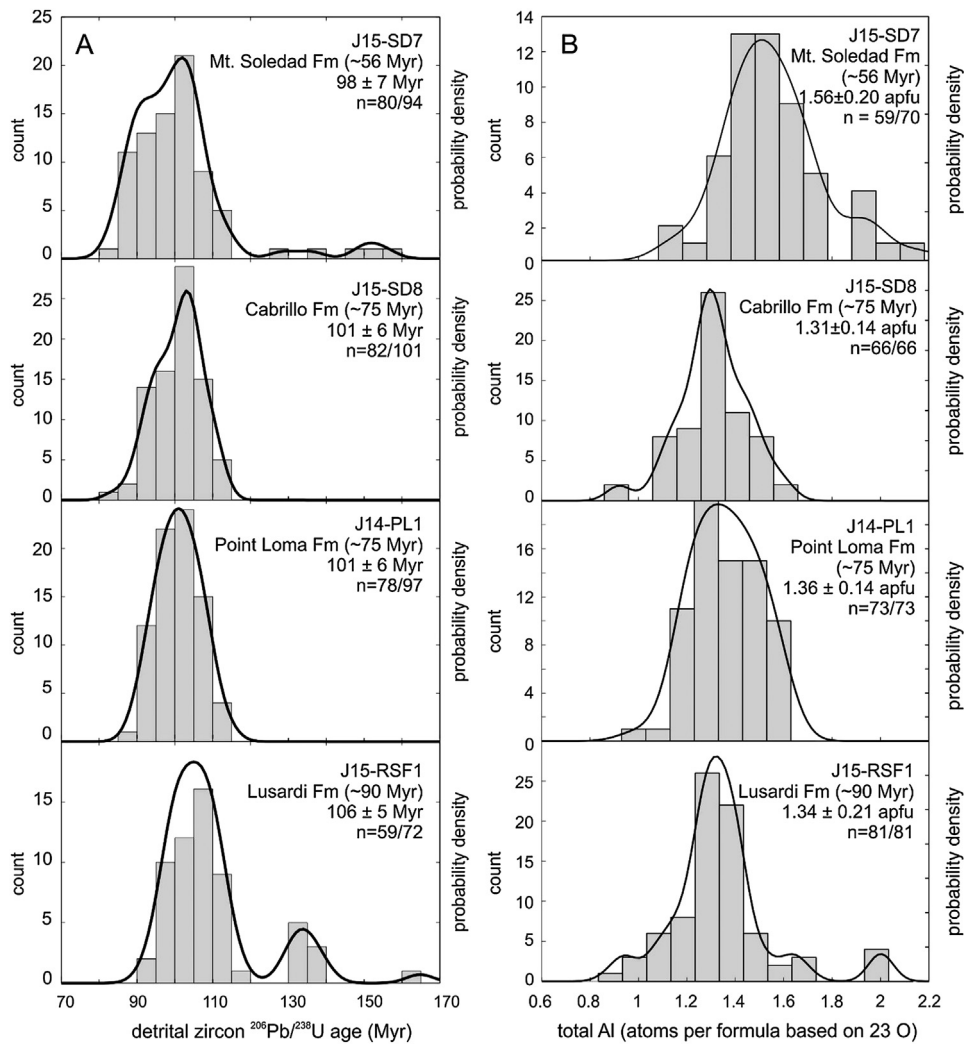 A
J15-SD7
Mt. Soledad Fm (~56 Myr)
98 ± 7 Myr
n=80/94
count
probability density
25
20
15
10
5
0
J15-SD8
Cabrillo Fm (~75 Myr)
101 ± 6 Myr
n=82/101
count
probability density
25
20
15
10
5
0
J14-PL1
Point Loma Fm (~75 Myr)
101 ± 6 Myr
n=78/97
count
probability density
20
15
10
5
0
J15-RSF1
Lusardi Fm (~90 Myr)
106 ± 5 Myr
n=59/72
count
probability density
15
10
5
0
70 90 110 130 150 170
detrital zircon ²⁰⁶Pb/²³⁸U age (Myr)
B
J15-SD7
Mt. Soledad Fm
(~56 Myr)
1.56±0.20 apfu
n = 59/70
count
probability density
14
12
10
8
6
4
2
0
J15-SD8
Cabrillo Fm (~75 Myr)
1.31±0.14 apfu
n=66/66
count
probability density
25
20
15
10
5
0
J14-PL1
Point Loma Fm
(~75 Myr)
1.36 ± 0.14 apfu
n=73/73
count
probability density
16
12
8
4
0
J15-RSF1
Lusardi Fm (~90 Myr)
1.34 ± 0.21 apfu
n=81/81
count
probability density
25
20
15
10
5
0
0.6 0.8 1 1.2 1.4 1.6 1.8 2 2.2
total Al (atoms per formula based on 23 O)